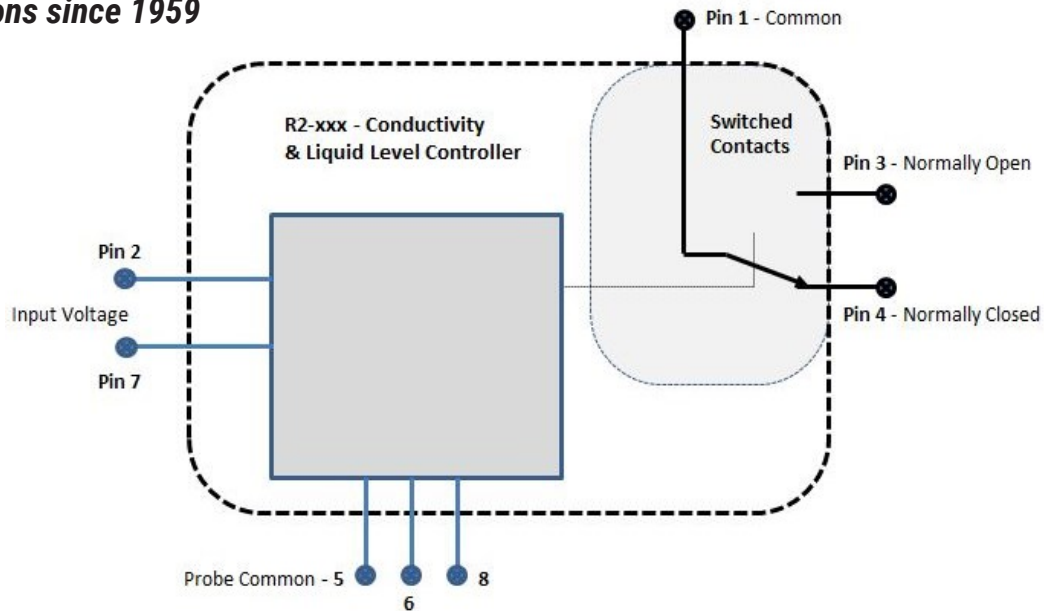 ons since 1959
Pin 1 - Common
R2-xxx - Conductivity
& Liquid Level Controller
Switched
Contacts
Pin 3 - Normally Open
Pin 2
Input Voltage
Pin 4 - Normally Closed
Pin 7
Probe Common - 5
8
6